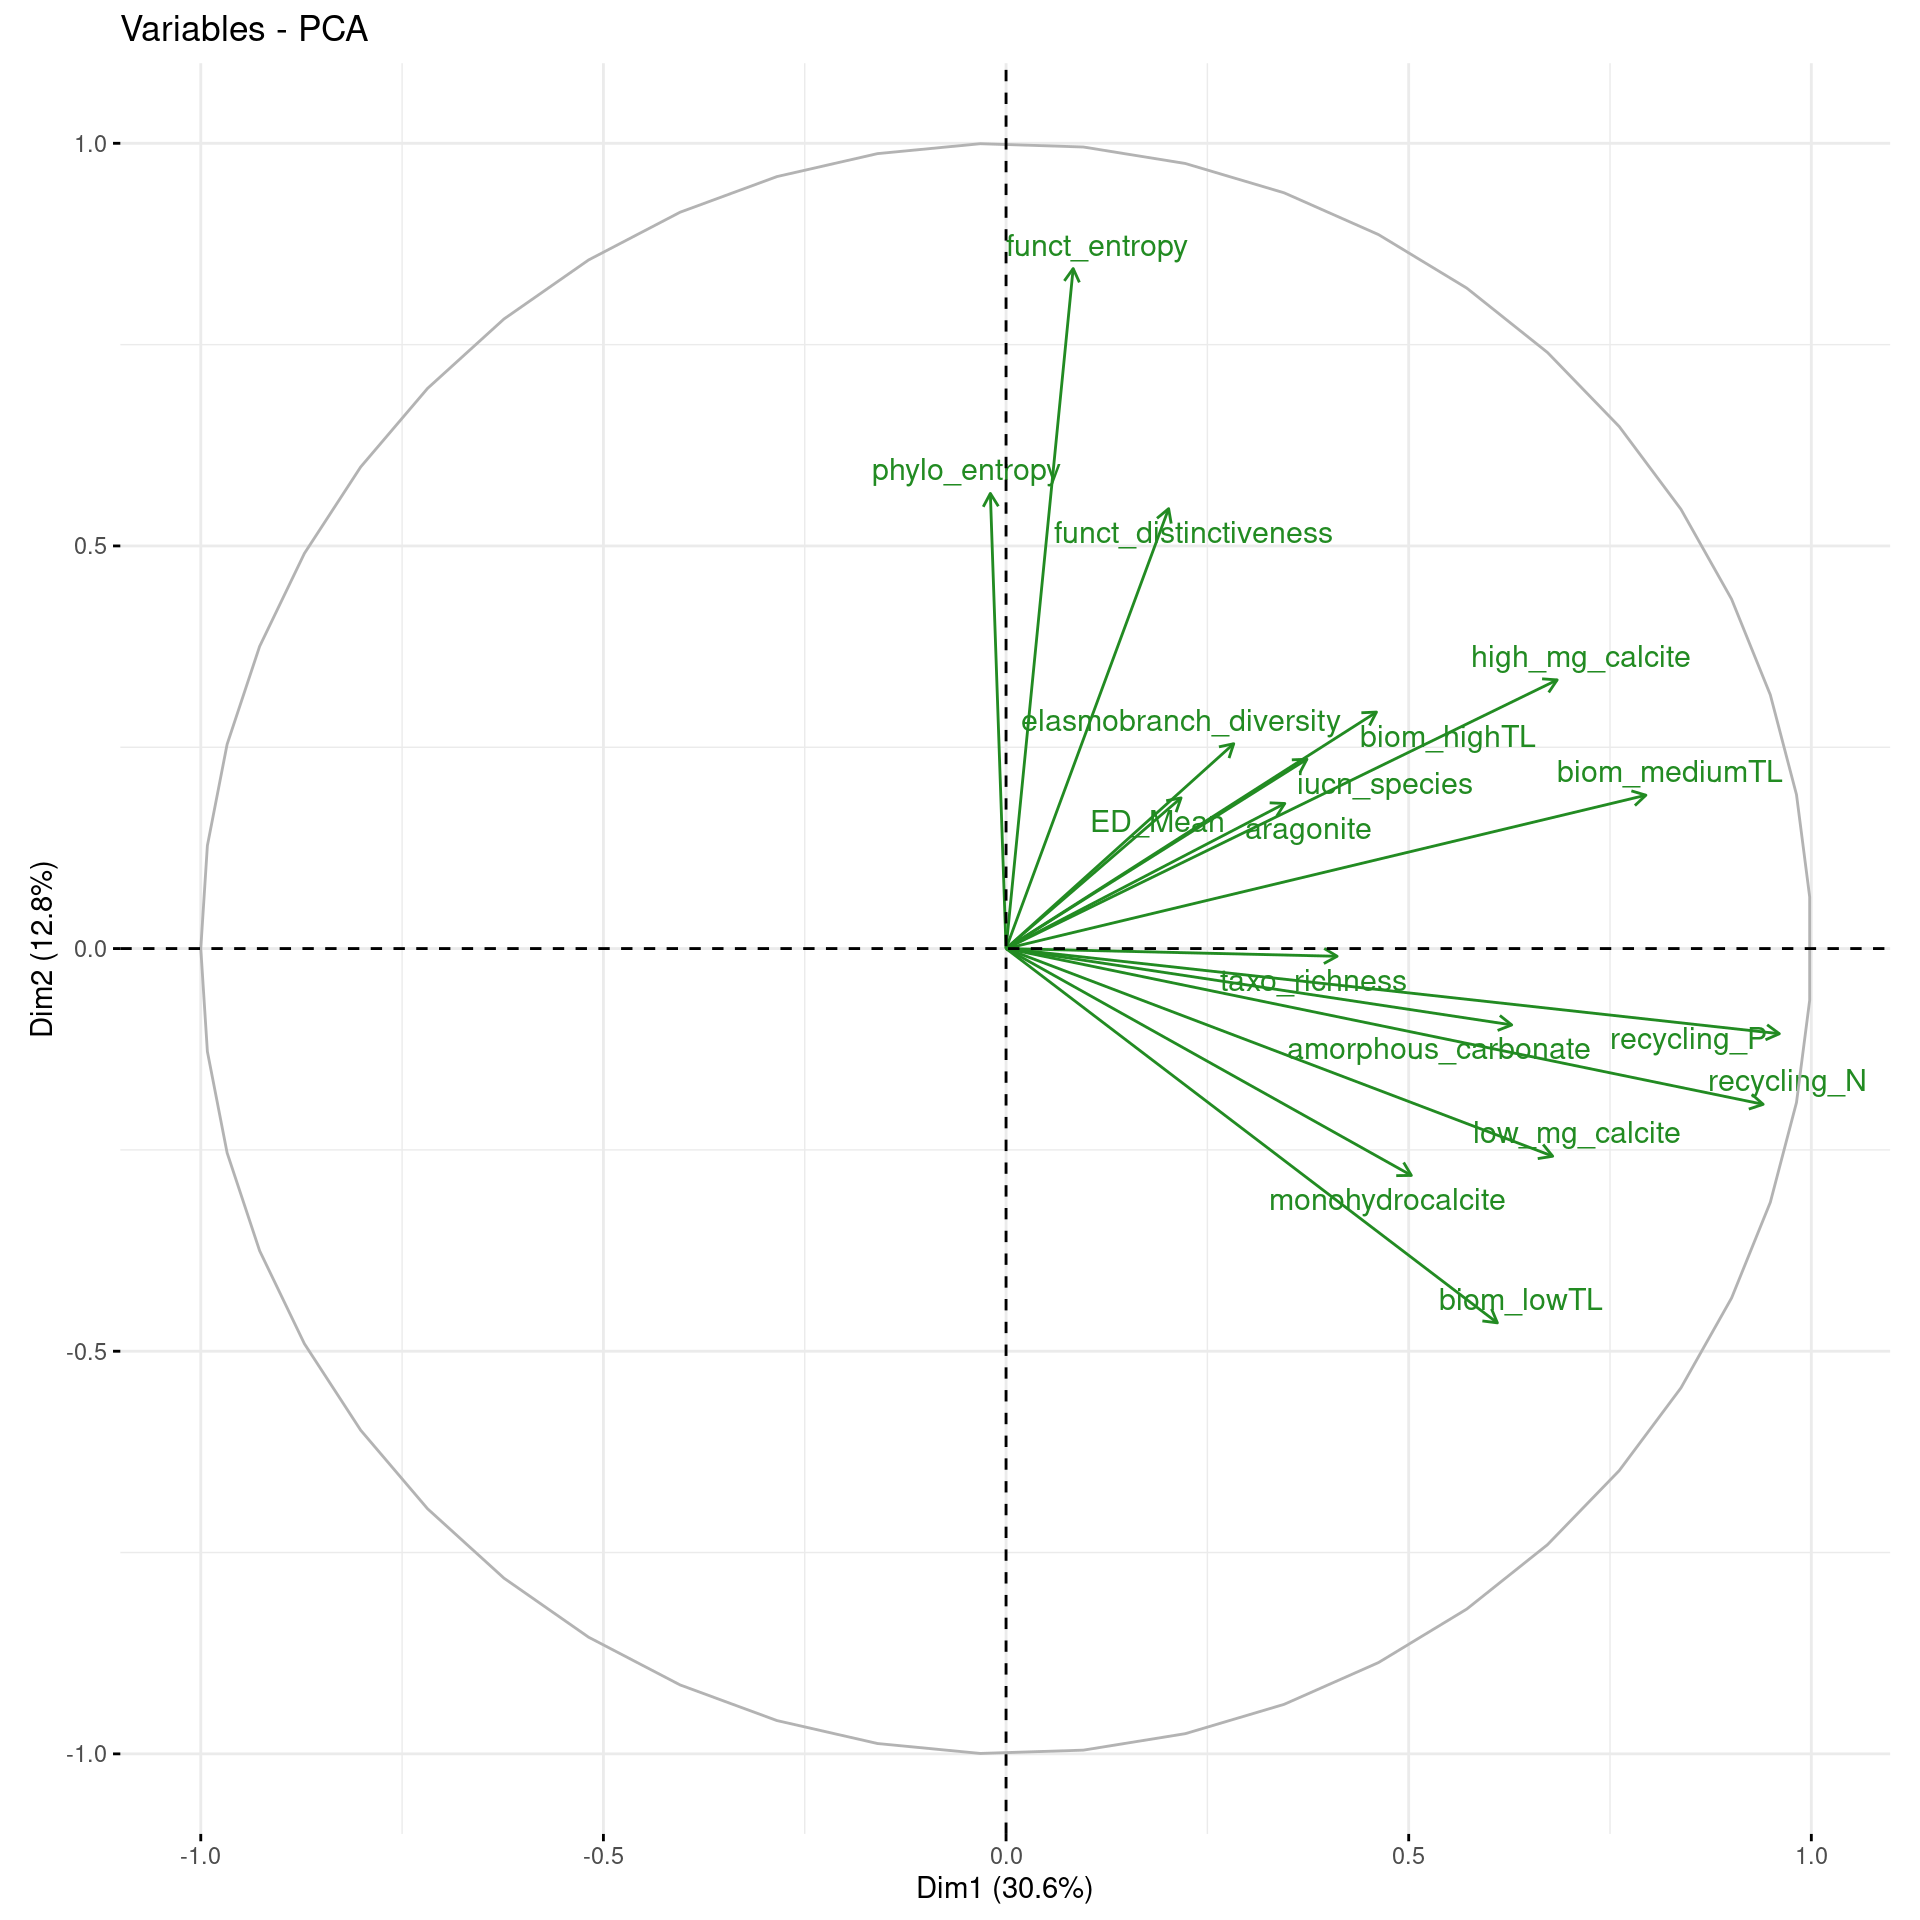 Variables - PCA
1.0
funct_entropy
phylo_entropy
funct_distinctiveness
0.5
high_mg_calcite
elasmobranch_diversity
biom_highTL
biom_mediumTL
iucn_species
ED_Mean
aragonite
Dim2 (12.8%)
0.0
taxo_richness
recycling_P
amorphous_carbonate
recycling_N
low_mg_calcite
monohydrocalcite
biom_lowTL
-0.5
-1.0
-1.0 -0.5 0.0 0.5 1.0
Dim1 (30.6%)